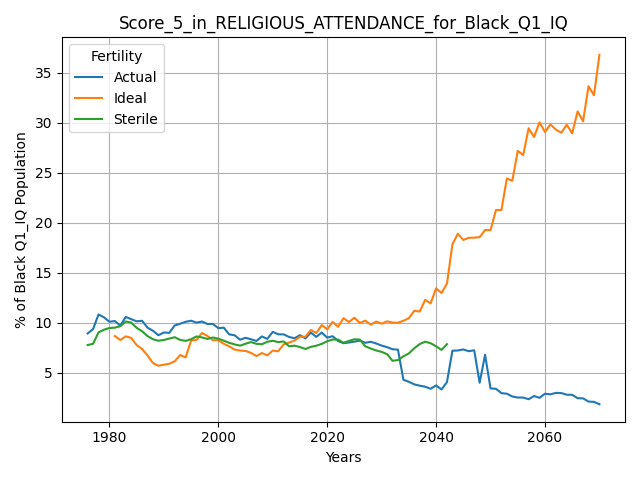 Score_5_in_RELIGIOUS_ATTENDANCE_for_Black_Q1_IQ
Fertility
Actual
Ideal
Sterile
% of Black Q1_IQ Population
35
30
25
20
15
10
5
1980 2000 2020 2040 2060
Years